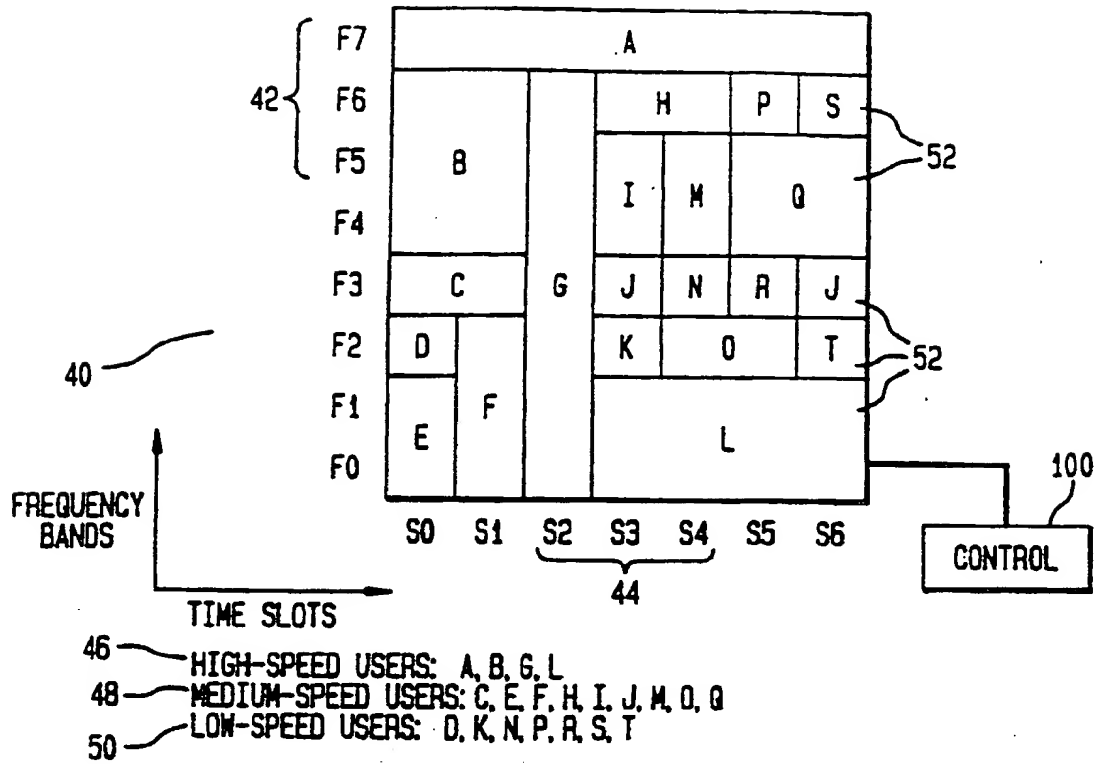 F7 A
42 F6 H P S
F5 B I M Q 52
F4
F3 C G J N R J
40 F2 D K O T 52
F1 E F L
F0
100
FREQUENCY
BANDS
S0 S1 S2 S3 S4 S5 S6
CONTROL
44
TIME SLOTS
46 HIGH-SPEED USERS: A, B, G, L
48 MEDIUM-SPEED USERS: C, E, F, H, I, J, M, O, Q
50 LOW-SPEED USERS: D, K, N, P, R, S, T